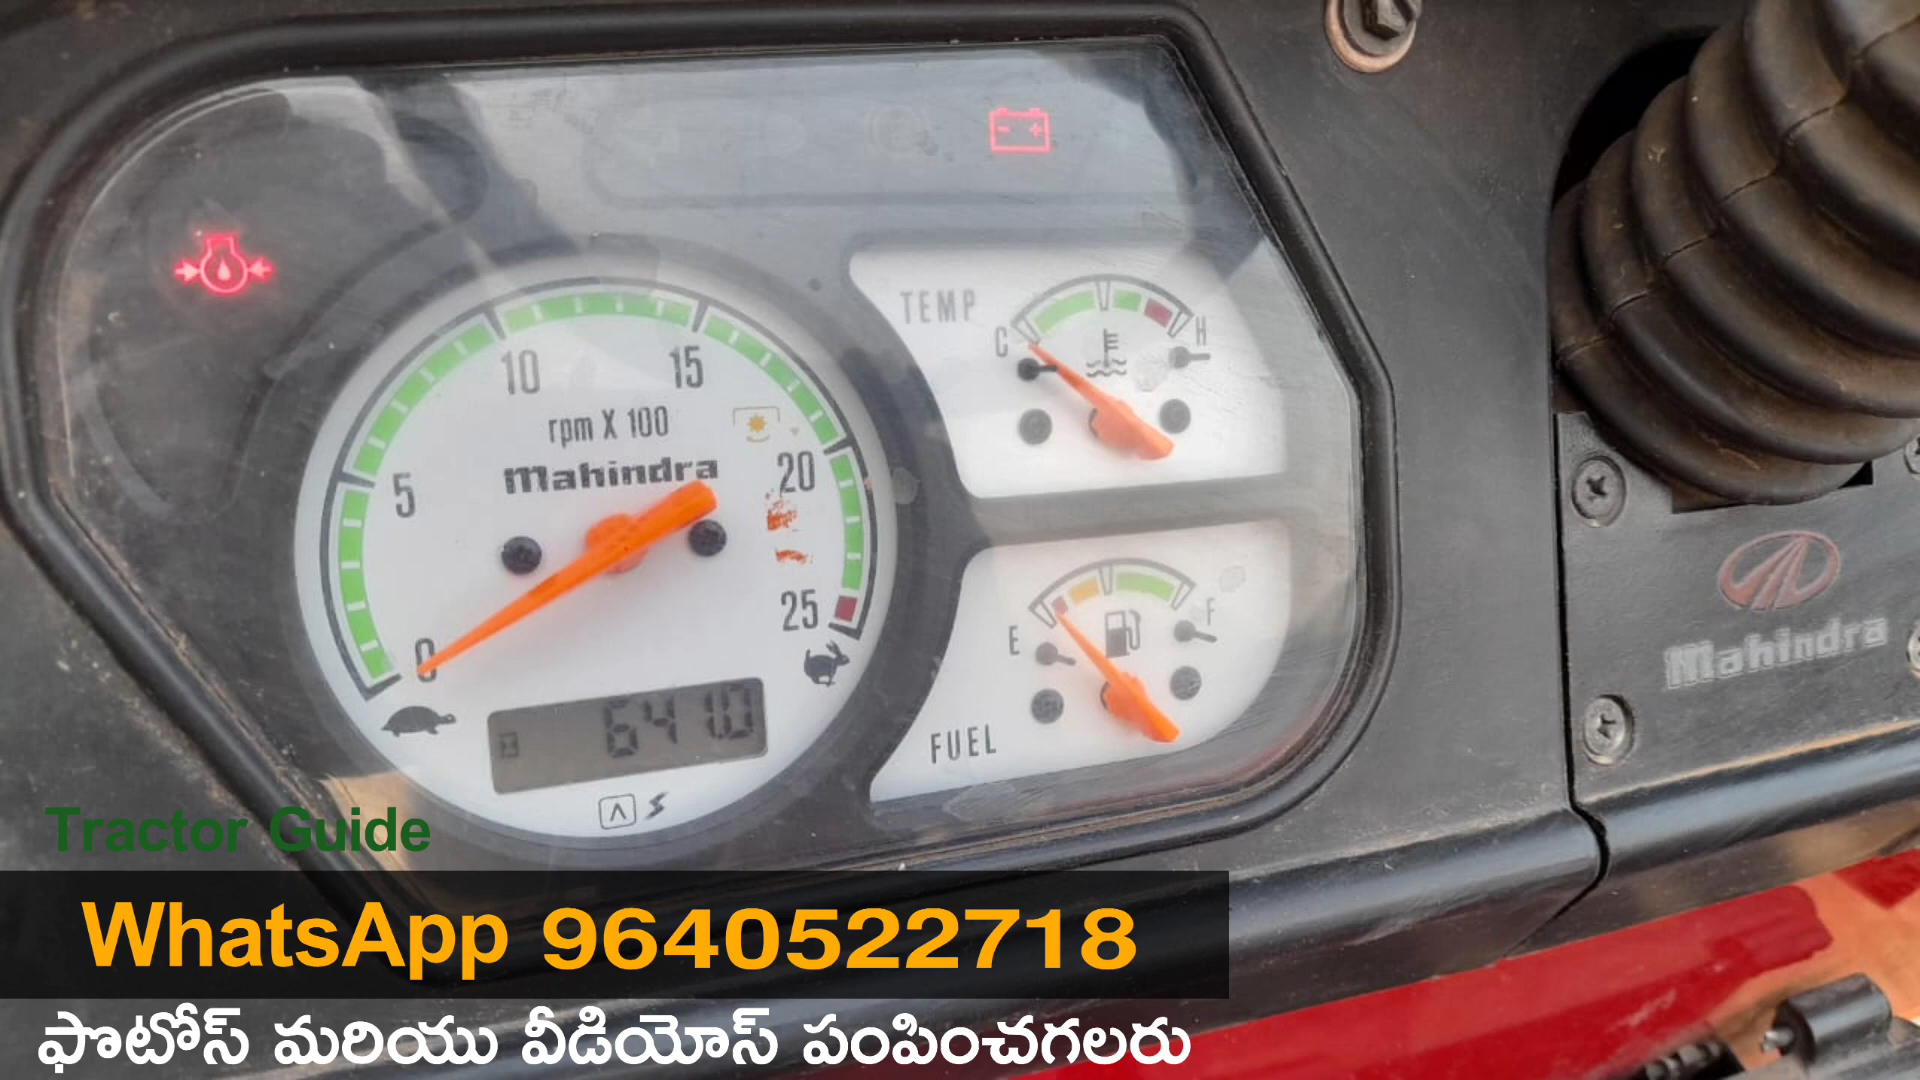 TEMP
C
H
10
15
rpm X 100
mahindra
5
20
25
0
E
F
FUEL
641.0
Mahindra
Tractor Guide
WhatsApp 9640522718
ఫొటోస్ మరియు వీడియోస్ పంపించగలరు